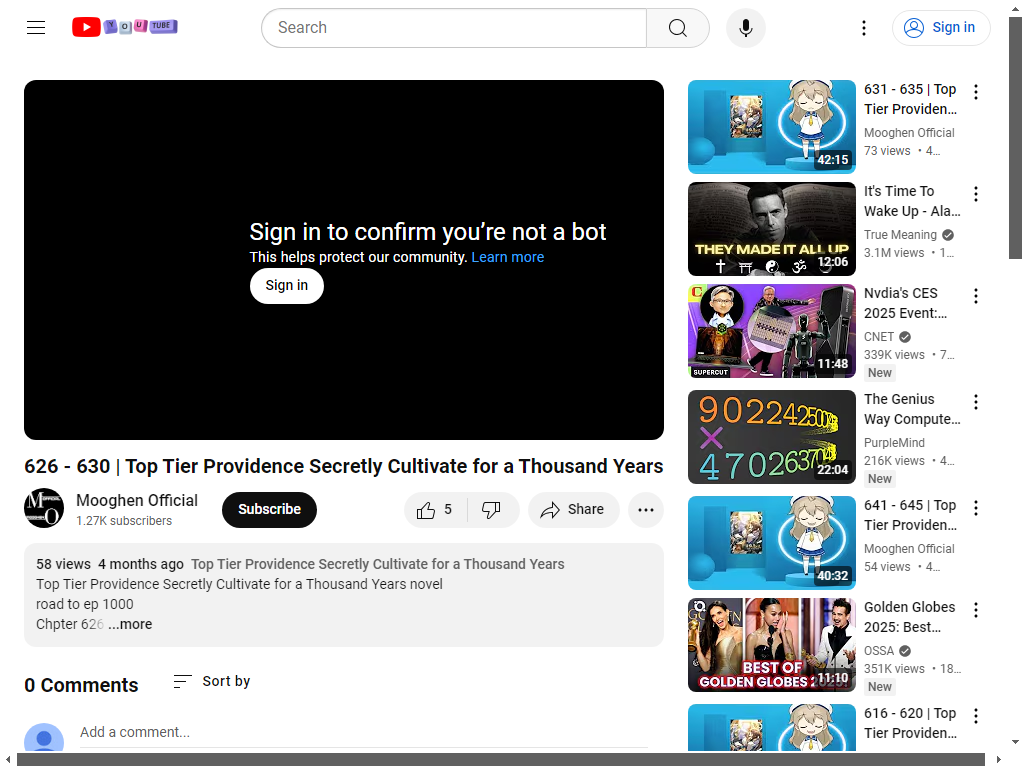 YOUTUBE
Search
Sign in
Sign in to confirm you’re not a bot
This helps protect our community. Learn more
Sign in
626 - 630 | Top Tier Providence Secretly Cultivate for a Thousand Years
Mooghen Official
1.27K subscribers
Subscribe
5
Share
58 views 4 months ago Top Tier Providence Secretly Cultivate for a Thousand Years
Top Tier Providence Secretly Cultivate for a Thousand Years novel
road to ep 1000
Chpter 626 ...more
0 Comments
Sort by
Add a comment...
42:15
631 - 635 | Top
Tier Providen...
Mooghen Official
73 views • 4...
THEY MADE IT ALL UP
12:06
It's Time To
Wake Up - Ala...
True Meaning
3.1M views • 1...
SUPERCUT
11:48
Nvdia's CES
2025 Event:...
CNET
339K views • 7...
New
22:04
The Genius
Way Compute...
PurpleMind
216K views • 4...
New
40:32
641 - 645 | Top
Tier Providen...
Mooghen Official
54 views • 4...
BEST OF
GOLDEN GLOBES
11:10
Golden Globes
2025: Best...
OSSA
351K views • 18...
New
616 - 620 | Top
Tier Providen...